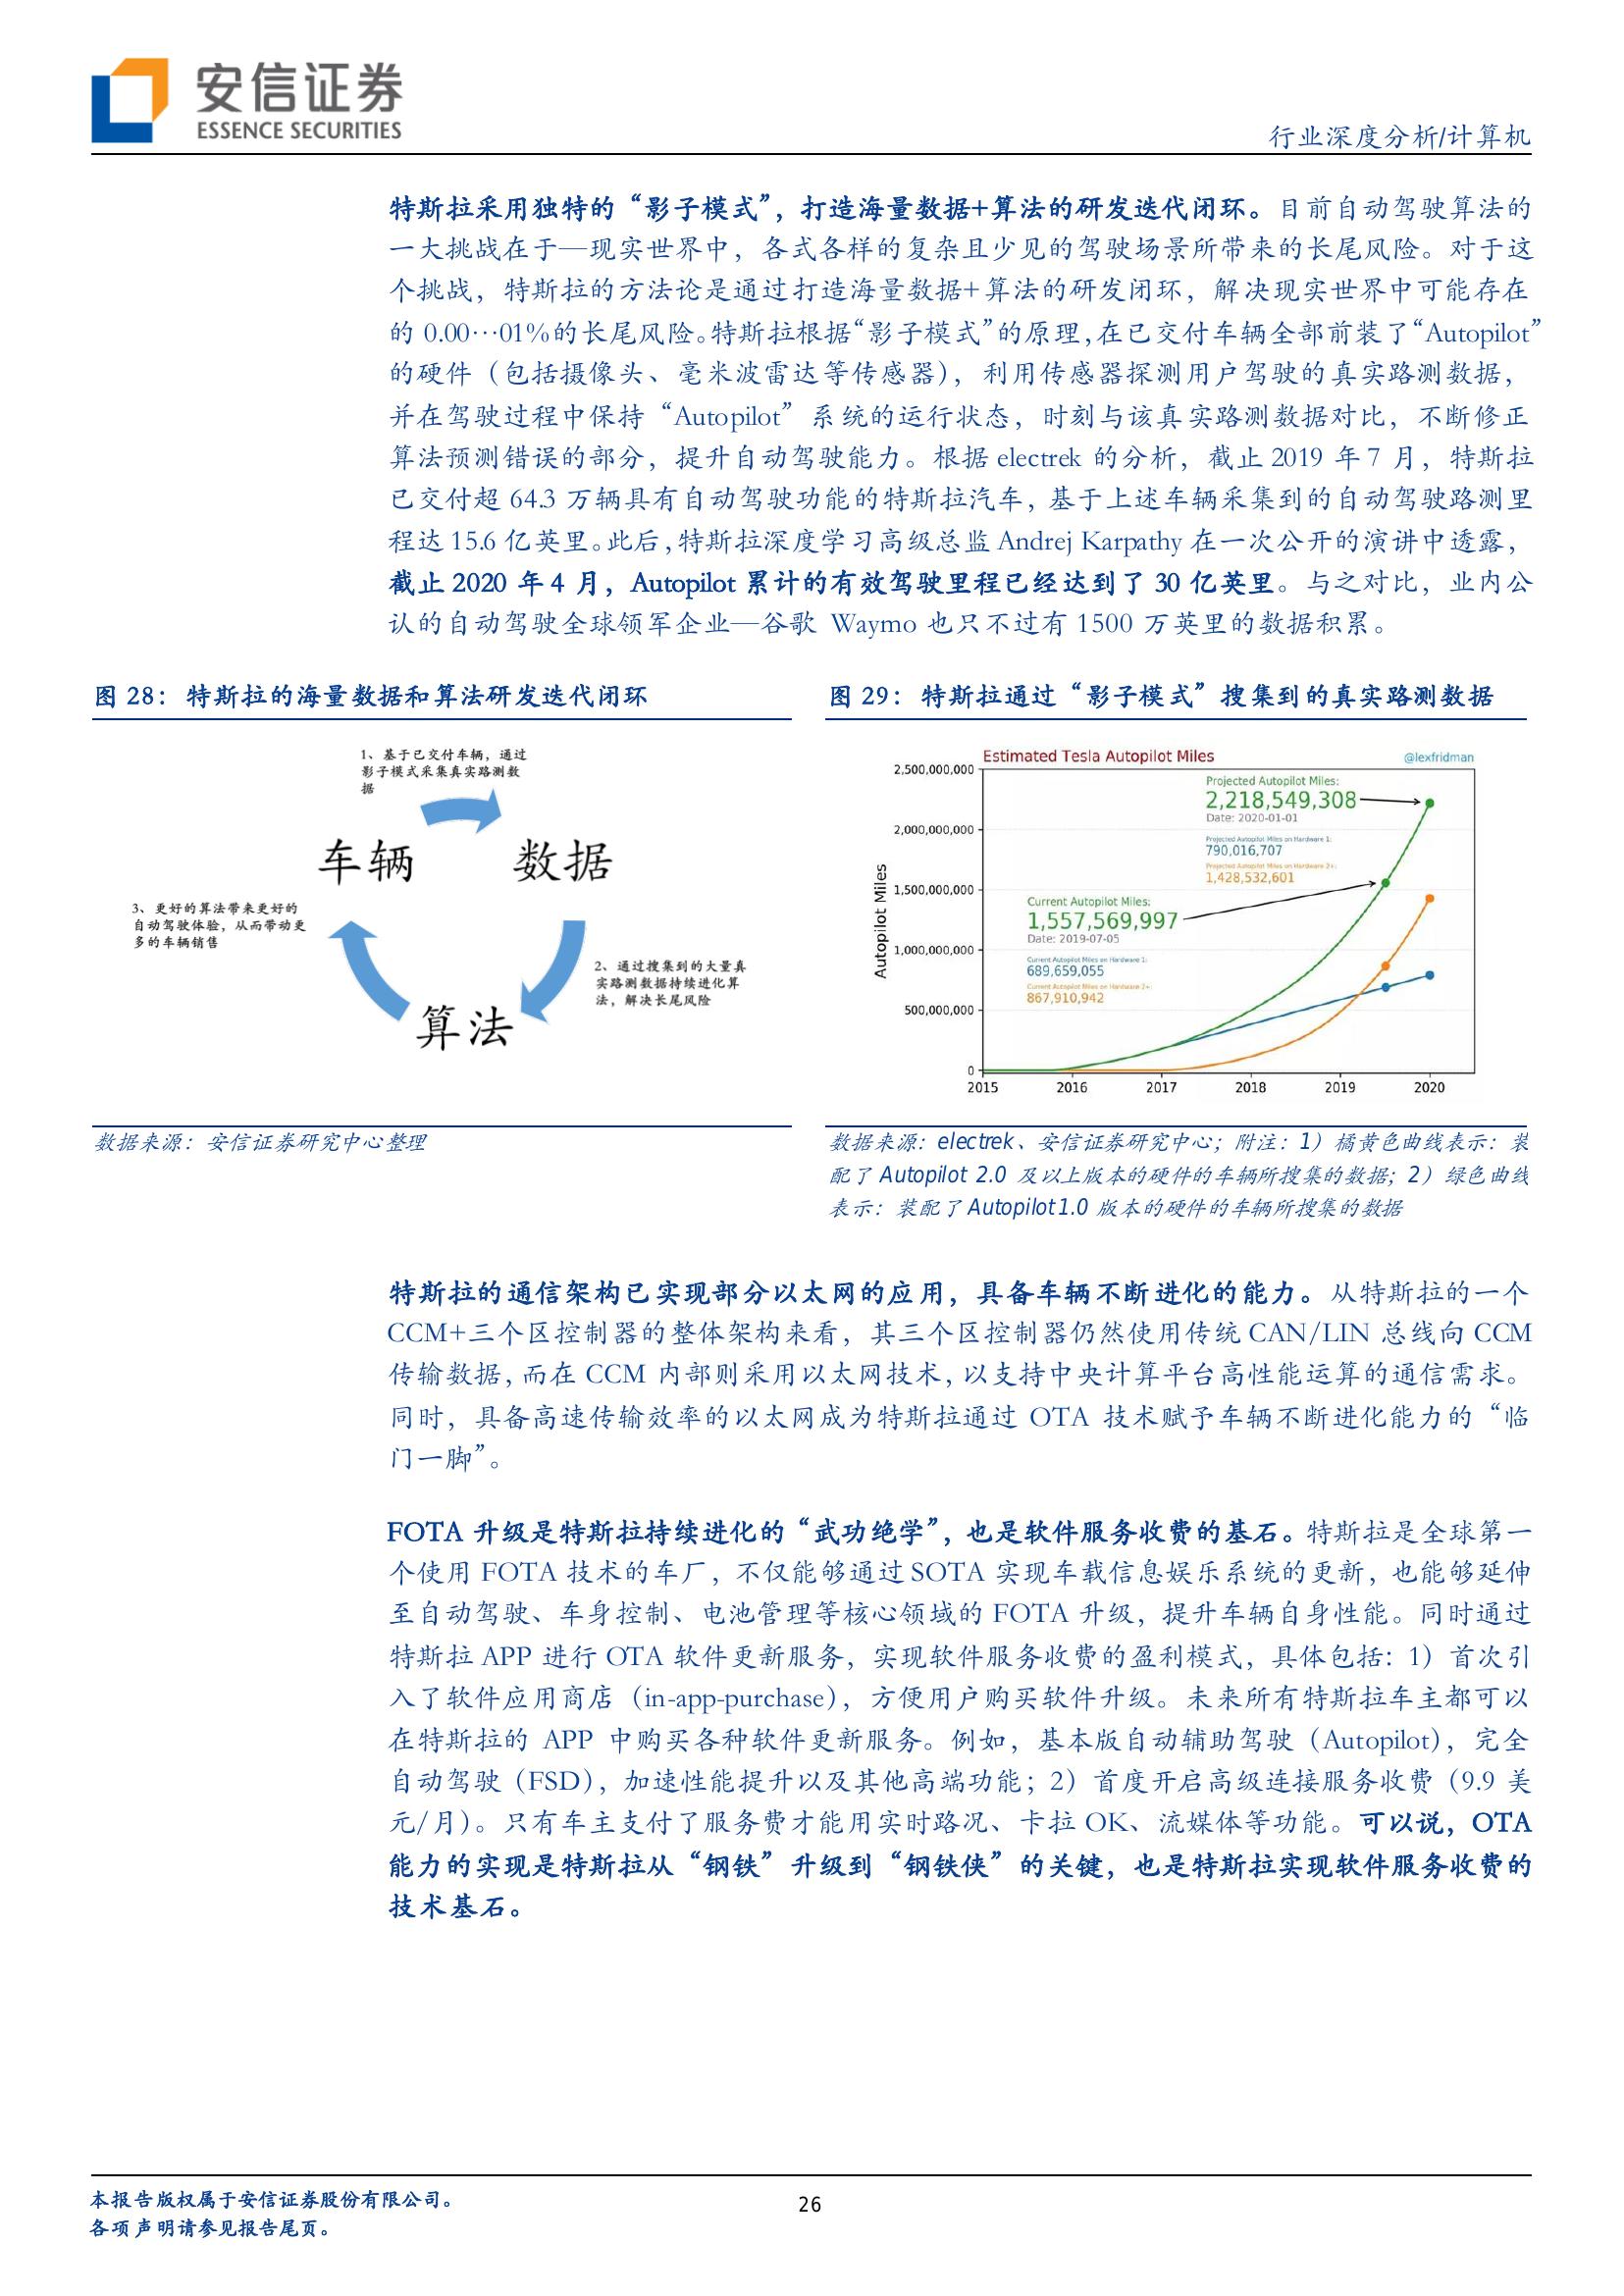 安信证券
ESSENCE SECURITIES
行业深度分析/计算机
特斯拉采用独特的“影子模式”，打造海量数据+算法的研发迭代闭环。目前自动驾驶算法的
一大挑战在于—现实世界中，各式各样的复杂且少见的驾驶场景所带来的长尾风险。对于这
个挑战，特斯拉的方法论是通过打造海量数据+算法的研发闭环，解决现实世界中可能存在
的 0.00…01%的长尾风险。特斯拉根据“影子模式”的原理，在已交付车辆全部前装了“Autopilot”
的硬件（包括摄像头、毫米波雷达等传感器），利用传感器探测用户驾驶的真实路测数据，
并在驾驶过程中保持“Autopilot”系统的运行状态，时刻与该真实路测数据对比，不断修正
算法预测错误的部分，提升自动驾驶能力。根据 electrek 的分析，截止 2019 年 7 月，特斯拉
已交付超 64.3 万辆具有自动驾驶功能的特斯拉汽车，基于上述车辆采集到的自动驾驶路测里
程达 15.6 亿英里。此后，特斯拉深度学习高级总监 Andrej Karpathy 在一次公开的演讲中透露，
截止 2020 年 4 月，Autopilot 累计的有效驾驶里程已经达到了 30 亿英里。与之对比，业内公
认的自动驾驶全球领军企业—谷歌 Waymo 也只不过有 1500 万英里的数据积累。
图 28：特斯拉的海量数据和算法研发迭代闭环
1、基于已交付车辆，通过
影子模式采集真实路测数
据
车辆
数据
3、更好的算法带来更好的
自动驾驶体验，从而带动更
多的车辆销售
2、通过搜集到的大量真
实路测数据持续进化算
法，解决长尾风险
算法
数据来源：安信证券研究中心整理
图 29：特斯拉通过“影子模式”搜集到的真实路测数据
Estimated Tesla Autopilot Miles
@lexfridman
Autopilot Miles
2,500,000,000
2,000,000,000
1,500,000,000
1,000,000,000
500,000,000
0
Projected Autopilot Miles:
2,218,549,308
Date: 2020-01-01
Projected Autopilot Miles on Hardware 1:
790,016,707
Projected Autopilot Miles on Hardware 2+:
1,428,532,601
Current Autopilot Miles:
1,557,569,997
Date: 2019-07-05
Current Autopilot Miles on Hardware 1:
689,659,055
Current Autopilot Miles on Hardware 2+:
867,910,942
2015 2016 2017 2018 2019 2020
数据来源：electrek、安信证券研究中心；附注：1）橘黄色曲线表示：装
配了 Autopilot 2.0 及以上版本的硬件的车辆所搜集的数据；2）绿色曲线
表示：装配了 Autopilot1.0 版本的硬件的车辆所搜集的数据
特斯拉的通信架构已实现部分以太网的应用，具备车辆不断进化的能力。从特斯拉的一个
CCM+三个区控制器的整体架构来看，其三个区控制器仍然使用传统 CAN/LIN 总线向 CCM
传输数据，而在 CCM 内部则采用以太网技术，以支持中央计算平台高性能运算的通信需求。
同时，具备高速传输效率的以太网成为特斯拉通过 OTA 技术赋予车辆不断进化能力的“临
门一脚”。
FOTA 升级是特斯拉持续进化的“武功绝学”，也是软件服务收费的基石。特斯拉是全球第一
个使用 FOTA 技术的车厂，不仅能够通过 SOTA 实现车载信息娱乐系统的更新，也能够延伸
至自动驾驶、车身控制、电池管理等核心领域的 FOTA 升级，提升车辆自身性能。同时通过
特斯拉 APP 进行 OTA 软件更新服务，实现软件服务收费的盈利模式，具体包括：1）首次引
入了软件应用商店（in-app-purchase），方便用户购买软件升级。未来所有特斯拉车主都可以
在特斯拉的 APP 中购买各种软件更新服务。例如，基本版自动辅助驾驶（Autopilot），完全
自动驾驶（FSD），加速性能提升以及其他高端功能；2）首度开启高级连接服务收费（9.9 美
元/月）。只有车主支付了服务费才能用实时路况、卡拉 OK、流媒体等功能。可以说，OTA
能力的实现是特斯拉从“钢铁”升级到“钢铁侠”的关键，也是特斯拉实现软件服务收费的
技术基石。
本报告版权属于安信证券股份有限公司。
各项声明请参见报告尾页。
26